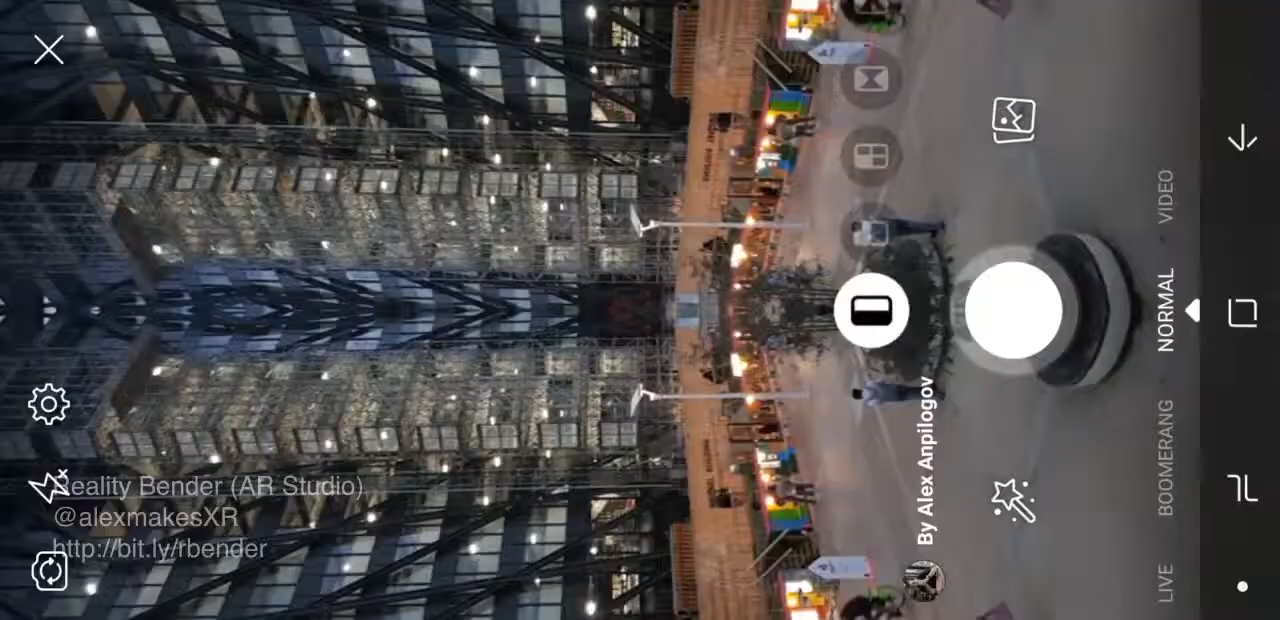 Reality Bender (AR Studio)
@alexmakesXR
http://bit.ly/rbender
By Alex Anpilogov
LIVE
BOOMERANG
NORMAL
VIDEO